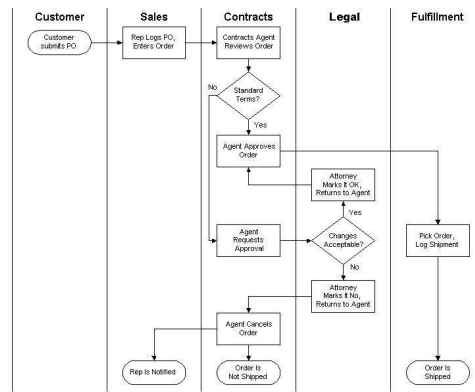 Customer
Sales
Contracts
Legal
Fulfillment
Customer
submits PO
Rep Logs PO,
Enters Order
Contracts Agent
Reviews Order
No
Standard
Terms?
Yes
Agent Approves
Order
Attorney
Marks It OK,
Returns to Agent
Yes
Agent
Requests
Approval
Changes
Acceptable?
Pick Order,
Log Shipment
No
Attorney
Marks It No,
Returns to Agent
Agent Cancels
Order
Rep Is Notified
Order Is
Not Shipped
Order Is
Shipped